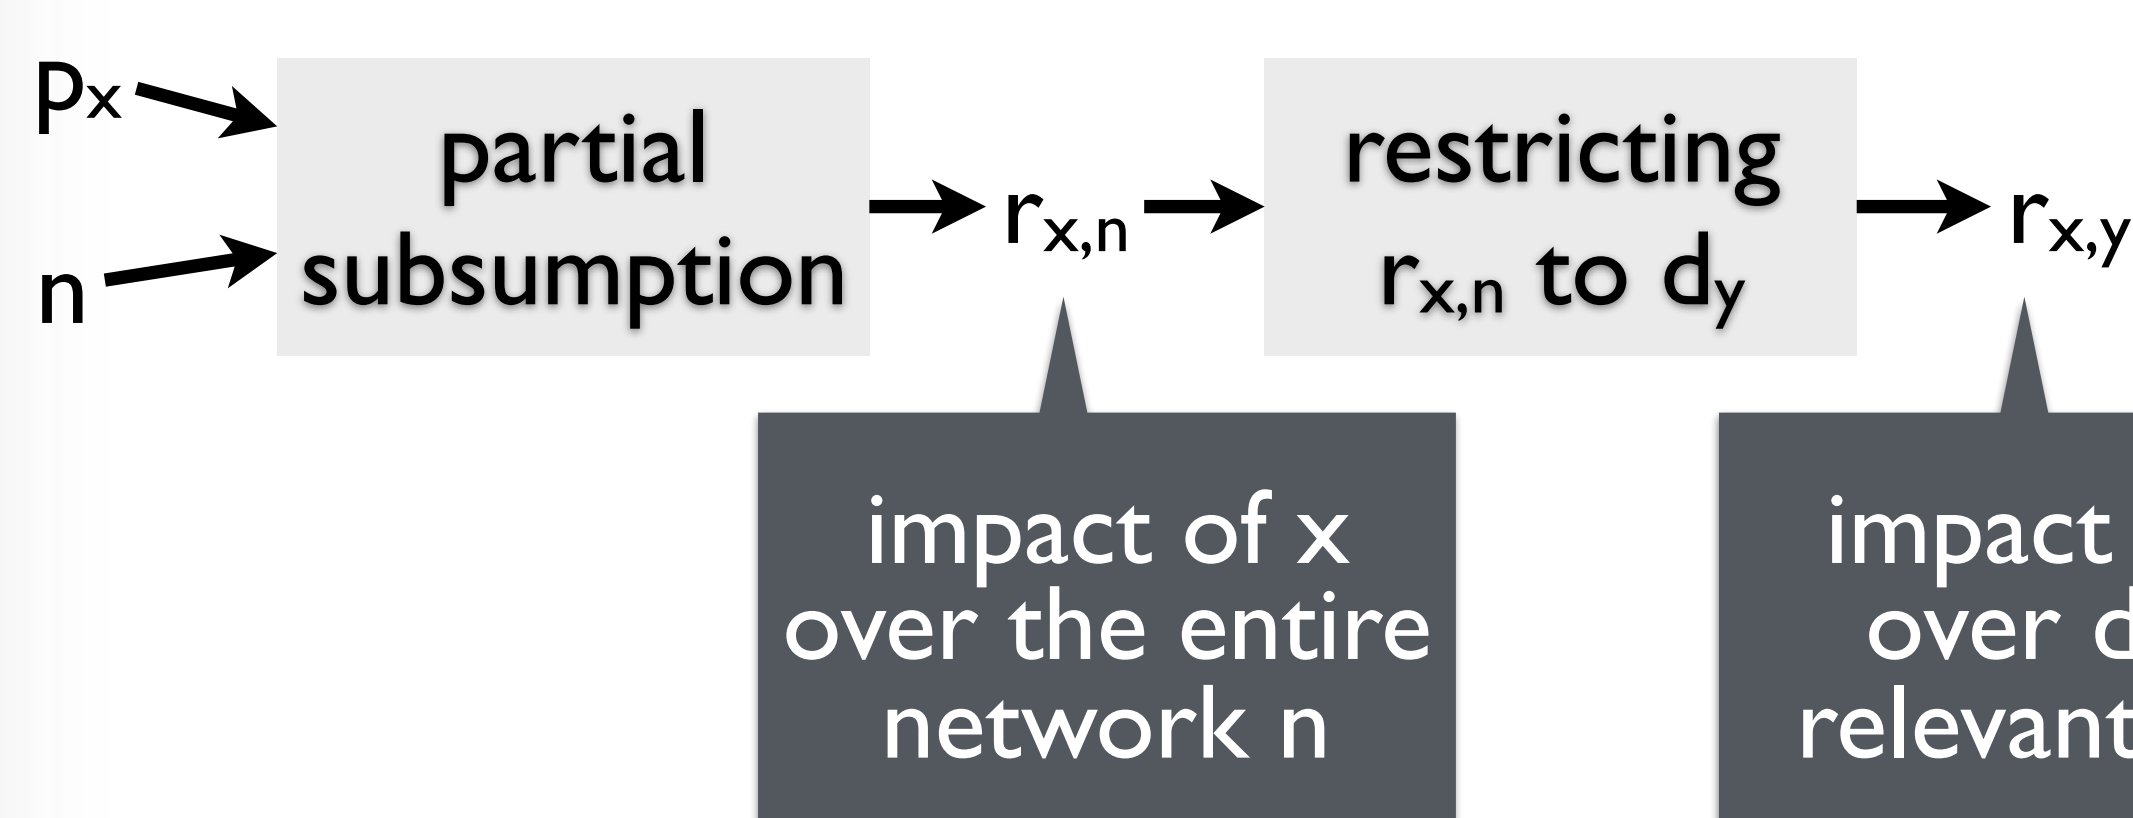 px
n
partial
subsumption
rx,n
restricting
rx,n to dy
rx,y
impact of x
over the entire
network n
impact
over
relevant